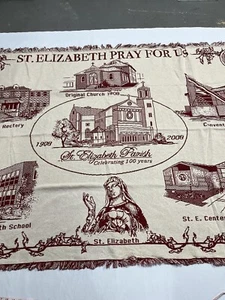 ST. ELIZABETH PRAY FOR US
Original Church 1908
Rectory
Convent
1908
2008
St. Elizabeth Parish
Celebrating 100 years
School
St. E. Center
St. Elizabeth